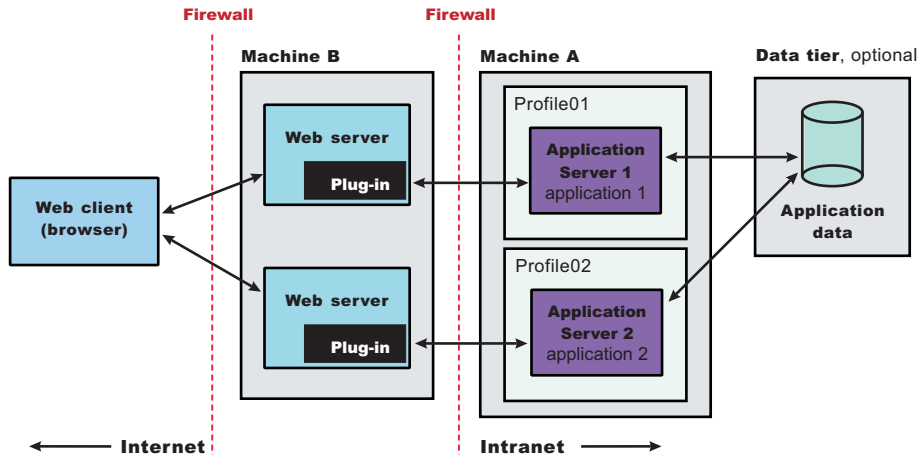 Firewall
Firewall
Machine B
Machine A
Data tier, optional
Profile01
Web server
Plug-in
Application
Server 1
application 1
Web client
(browser)
Application
data
Profile02
Web server
Plug-in
Application
Server 2
application 2
Internet
Intranet